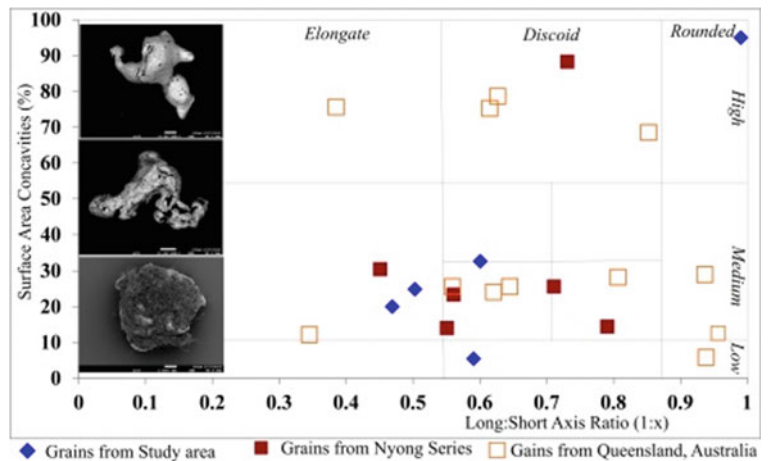 100
90
80
70
60
50
40
30
20
10
0
Surface Area Concavities (%)
Elongate
Discoid
Rounded
High
Medium
Low
0 0.1 0.2 0.3 0.4 0.5 0.6 0.7 0.8 0.9 1
Long:Short Axis Ratio (1:x)
Grains from Study area
Grains from Nyong Series
Gains from Queensland, Australia